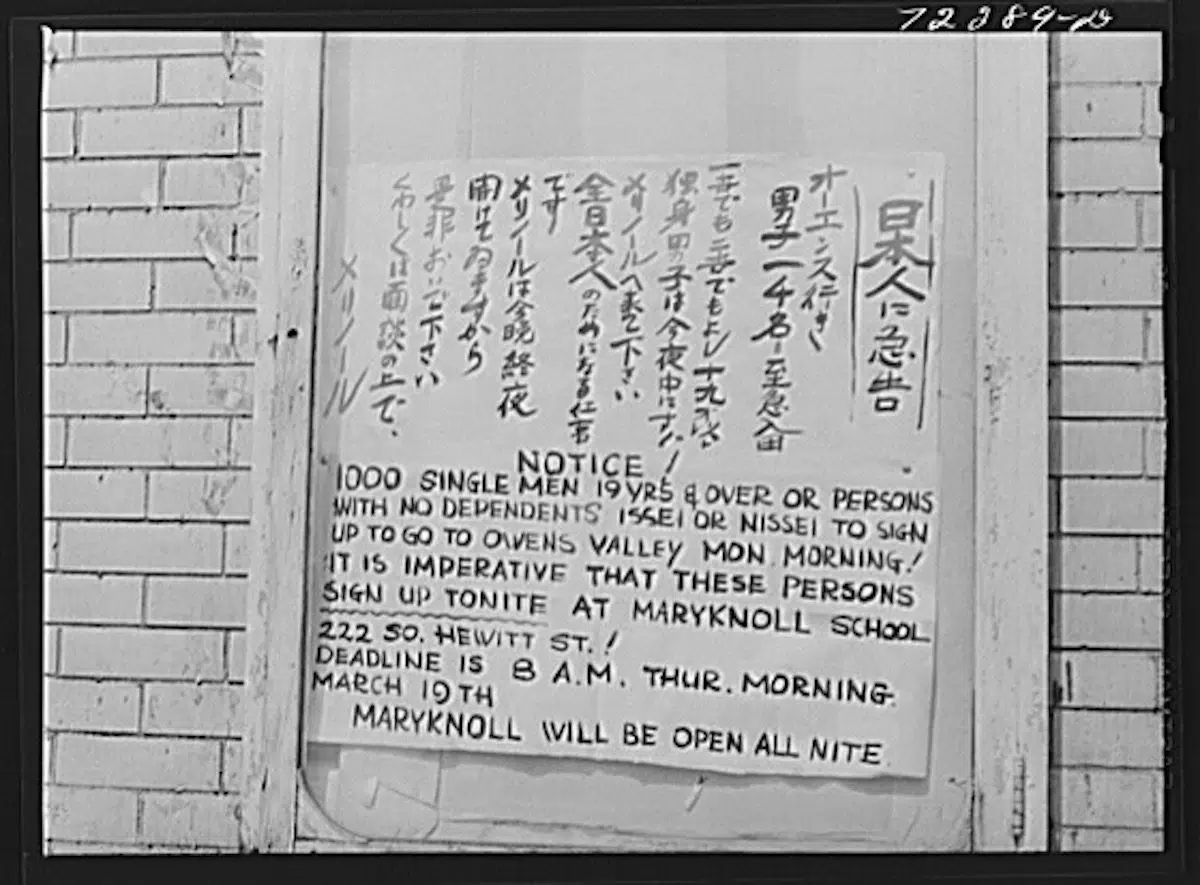 72389-D
日本人に急告
オーエンス行き
男子一千名至急入用
一世でも二世でもよし十九才以上
独身男の子は今夜中に
メリノールへ来て下さい
全日本人のためになる仕事
です
メリノールは今晩終夜
開けてゐますから
是非おいで下さい
くわしくは面談の上で、
メリノール
NOTICE !
1000 SINGLE MEN 19 YRS & OVER OR PERSONS
WITH NO DEPENDENTS ISSEI OR NISSEI TO SIGN
UP TO GO TO OWENS VALLEY MON. MORNING!
IT IS IMPERATIVE THAT THESE PERSONS
SIGN UP TONITE AT MARYKNOLL SCHOOL
222 SO. HEWITT ST. !
DEADLINE IS 8 A.M. THUR. MORNING.
MARCH 19TH
MARYKNOLL WILL BE OPEN ALL NITE